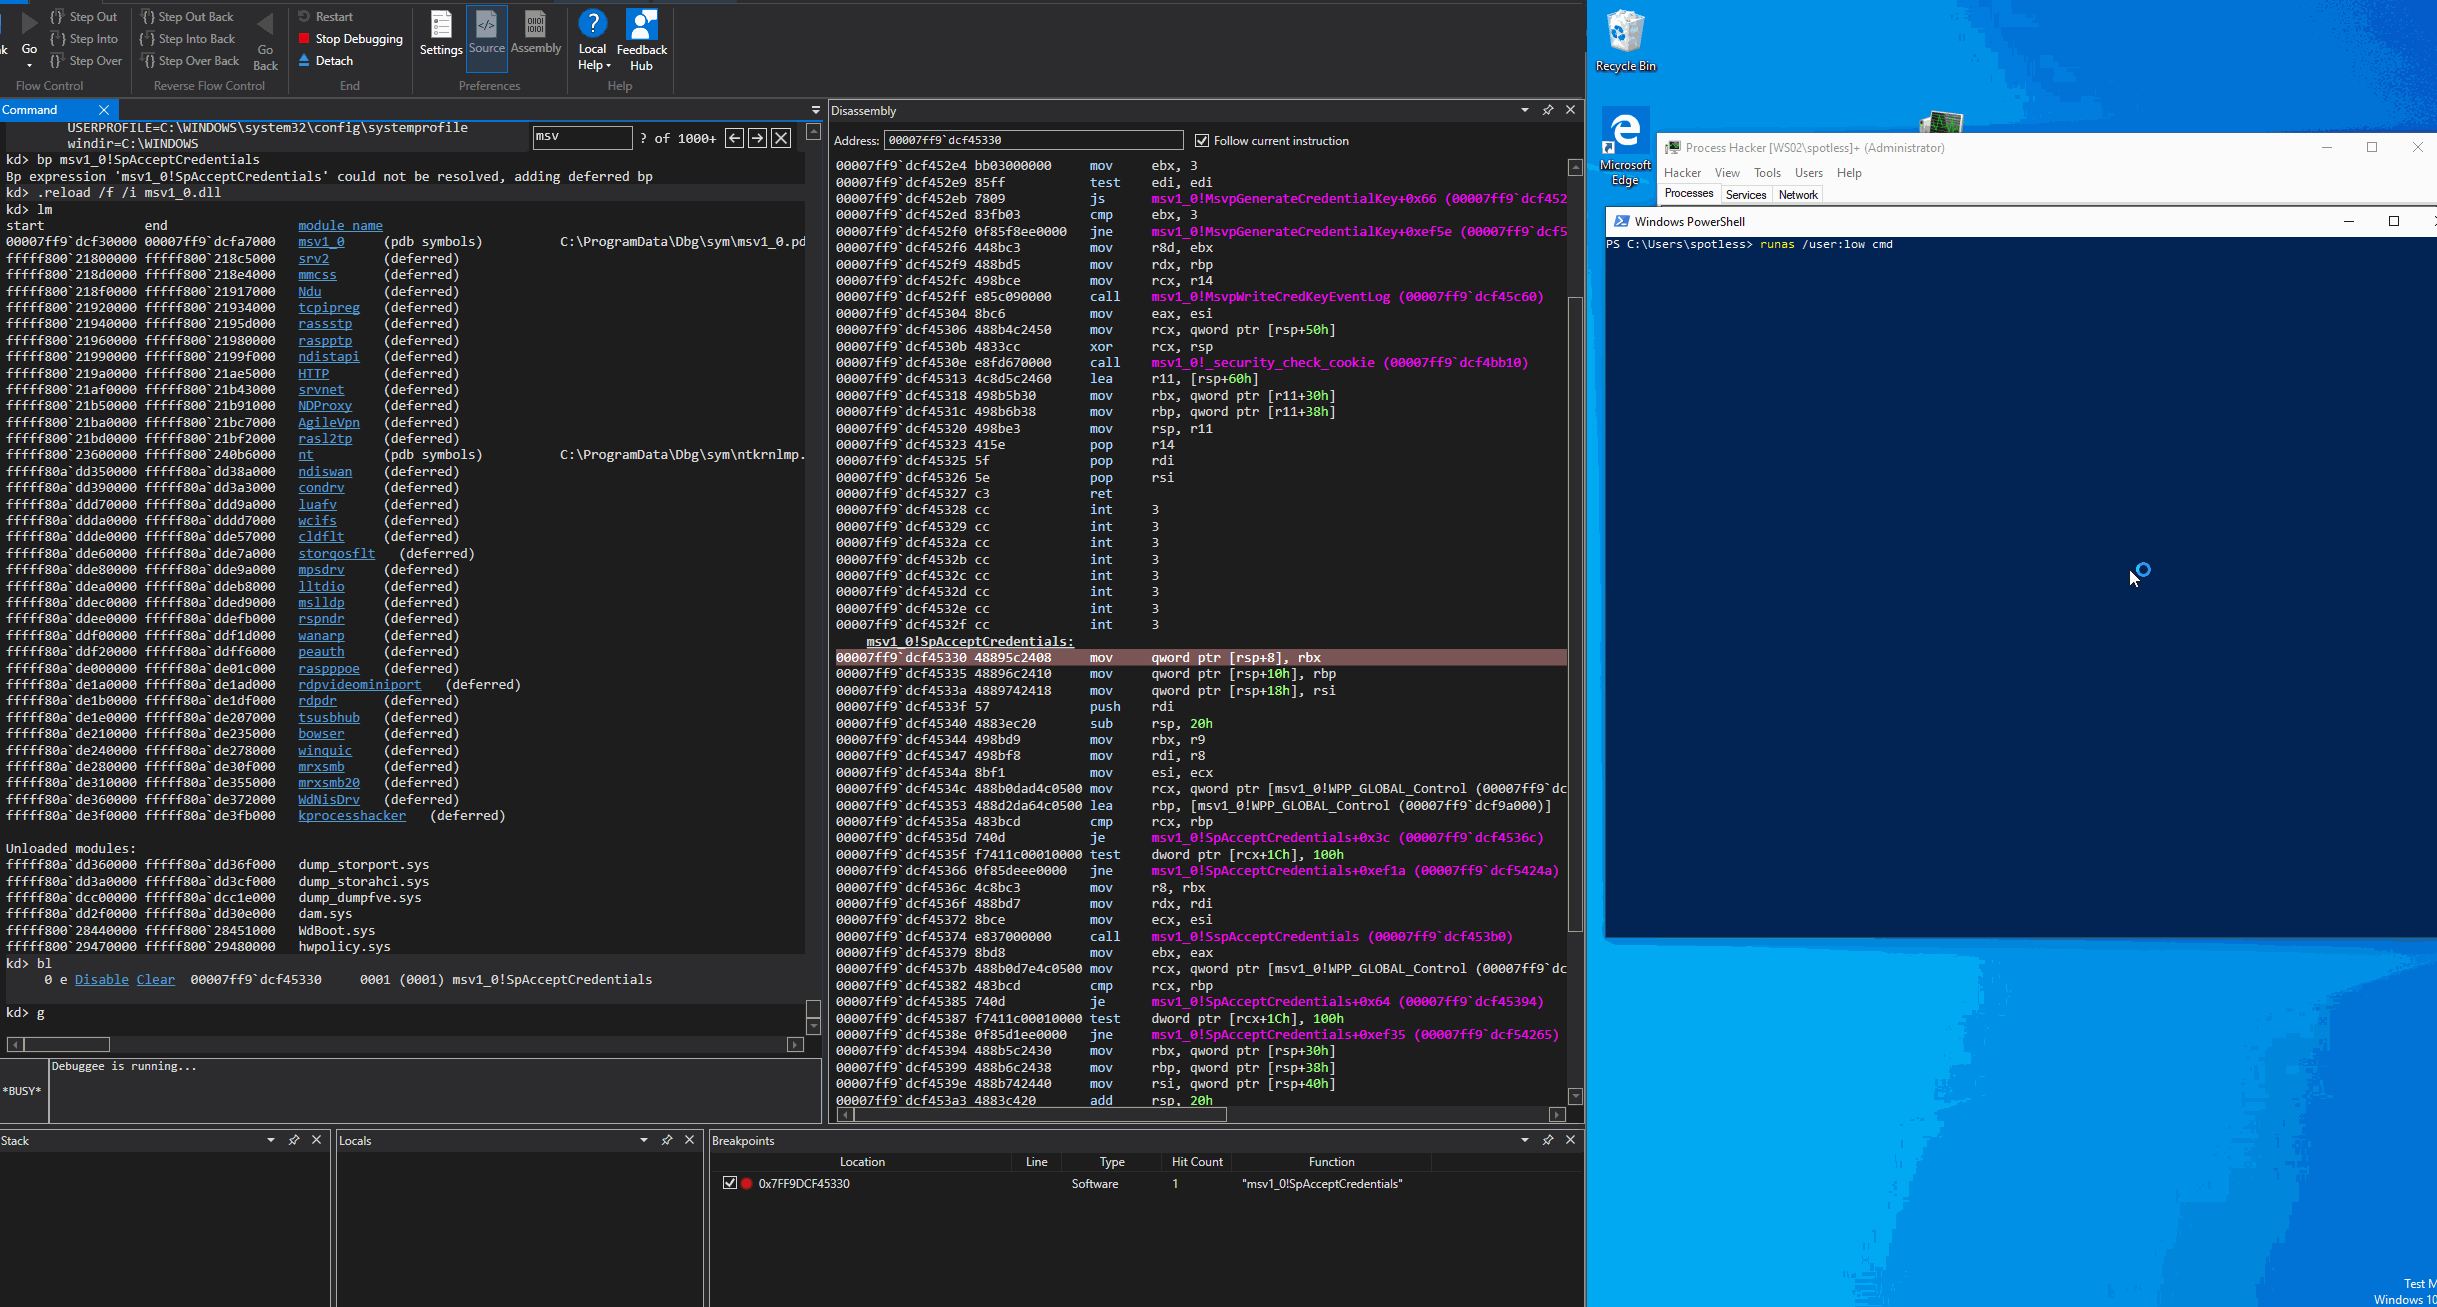 Step Out
Step Into
Step Over
Go
Flow Control
Step Out Back
Step Into Back
Step Over Back
Go Back
Reverse Flow Control
Restart
Stop Debugging
Detach
End
Settings
Source
Assembly
Preferences
Local Help
Feedback Hub
Help
Command
USERPROFILE=C:\WINDOWS\system32\config\systemprofile
windir=C:\WINDOWS
msv
? of 1000+
kd> bp msv1_0!SpAcceptCredentials
Bp expression 'msv1_0!SpAcceptCredentials' could not be resolved, adding deferred bp
kd> .reload /f /i msv1_0.dll
kd> lm
start end module name
00007ff9`dcf30000 00007ff9`dcfa7000 msv1_0 (pdb symbols) C:\ProgramData\Dbg\sym\msv1_0.pd
fffff800`21800000 fffff800`218c5000 srv2 (deferred)
fffff800`218d0000 fffff800`218e4000 mmcss (deferred)
fffff800`218f0000 fffff800`21917000 Ndu (deferred)
fffff800`21920000 fffff800`21934000 tcpipreg (deferred)
fffff800`21940000 fffff800`2195d000 rassstp (deferred)
fffff800`21960000 fffff800`21980000 raspptp (deferred)
fffff800`21990000 fffff800`2199f000 ndistapi (deferred)
fffff800`219a0000 fffff800`21ae5000 HTTP (deferred)
fffff800`21af0000 fffff800`21b43000 srvnet (deferred)
fffff800`21b50000 fffff800`21b91000 NDProxy (deferred)
fffff800`21ba0000 fffff800`21bc7000 AgileVpn (deferred)
fffff800`21bd0000 fffff800`21bf2000 rasl2tp (deferred)
fffff800`23600000 fffff800`240b6000 nt (pdb symbols) C:\ProgramData\Dbg\sym\ntkrnlmp.
fffff80a`dd350000 fffff80a`dd38a000 ndiswan (deferred)
fffff80a`dd390000 fffff80a`dd3a3000 condrv (deferred)
fffff80a`ddd70000 fffff80a`ddd9a000 luafv (deferred)
fffff80a`ddda0000 fffff80a`dddd7000 wcifs (deferred)
fffff80a`ddde0000 fffff80a`dde57000 cldflt (deferred)
fffff80a`dde60000 fffff80a`dde7a000 storqosflt (deferred)
fffff80a`dde80000 fffff80a`dde9a000 mpsdrv (deferred)
fffff80a`ddea0000 fffff80a`ddeb8000 lltdio (deferred)
fffff80a`ddec0000 fffff80a`dded9000 mslldp (deferred)
fffff80a`ddee0000 fffff80a`ddefb000 rspndr (deferred)
fffff80a`ddf00000 fffff80a`ddf1d000 wanarp (deferred)
fffff80a`ddf20000 fffff80a`ddff6000 peauth (deferred)
fffff80a`de000000 fffff80a`de01c000 raspppoe (deferred)
fffff80a`de1a0000 fffff80a`de1ad000 rdpvideominiport (deferred)
fffff80a`de1b0000 fffff80a`de1df000 rdpdr (deferred)
fffff80a`de1e0000 fffff80a`de207000 tsusbhub (deferred)
fffff80a`de210000 fffff80a`de235000 bowser (deferred)
fffff80a`de240000 fffff80a`de278000 winquic (deferred)
fffff80a`de280000 fffff80a`de30f000 mrxsmb (deferred)
fffff80a`de310000 fffff80a`de355000 mrxsmb20 (deferred)
fffff80a`de360000 fffff80a`de372000 WdNisDrv (deferred)
fffff80a`de3f0000 fffff80a`de3fb000 kprocesshacker (deferred)
Unloaded modules:
fffff80a`dd360000 fffff80a`dd36f000 dump_storport.sys
fffff80a`dd3a0000 fffff80a`dd3cf000 dump_storahci.sys
fffff80a`dcc00000 fffff80a`dcc1e000 dump_dumpfve.sys
fffff80a`dd2f0000 fffff80a`dd30e000 dam.sys
fffff800`28440000 fffff800`28451000 WdBoot.sys
fffff800`29470000 fffff800`29480000 hwpolicy.sys
kd> bl
0 e Disable Clear 00007ff9`dcf45330 0001 (0001) msv1_0!SpAcceptCredentials
kd> g
*BUSY*
Debuggee is running...
Disassembly
Address: 00007ff9`dcf45330
Follow current instruction
00007ff9`dcf452e4 bb03000000 mov ebx, 3
00007ff9`dcf452e9 85ff test edi, edi
00007ff9`dcf452eb 7809 js msv1_0!MsvpGenerateCredentialKey+0x66 (00007ff9`dcf452
00007ff9`dcf452ed 83fb03 cmp ebx, 3
00007ff9`dcf452f0 0f85f8ee0000 jne msv1_0!MsvpGenerateCredentialKey+0xef5e (00007ff9`dcf5
00007ff9`dcf452f6 448bc3 mov r8d, ebx
00007ff9`dcf452f9 488bd5 mov rdx, rbp
00007ff9`dcf452fc 498bce mov rcx, r14
00007ff9`dcf452ff e85c090000 call msv1_0!MsvpWriteCredKeyEventLog (00007ff9`dcf45c60)
00007ff9`dcf45304 8bc6 mov eax, esi
00007ff9`dcf45306 488b4c2450 mov rcx, qword ptr [rsp+50h]
00007ff9`dcf4530b 4833cc xor rcx, rsp
00007ff9`dcf4530e e8fd670000 call msv1_0!_security_check_cookie (00007ff9`dcf4bb10)
00007ff9`dcf45313 4c8d5c2460 lea r11, [rsp+60h]
00007ff9`dcf45318 498b5b30 mov rbx, qword ptr [r11+30h]
00007ff9`dcf4531c 498b6b38 mov rbp, qword ptr [r11+38h]
00007ff9`dcf45320 498be3 mov rsp, r11
00007ff9`dcf45323 415e pop r14
00007ff9`dcf45325 5f pop rdi
00007ff9`dcf45326 5e pop rsi
00007ff9`dcf45327 c3 ret
00007ff9`dcf45328 cc int 3
00007ff9`dcf45329 cc int 3
00007ff9`dcf4532a cc int 3
00007ff9`dcf4532b cc int 3
00007ff9`dcf4532c cc int 3
00007ff9`dcf4532d cc int 3
00007ff9`dcf4532e cc int 3
00007ff9`dcf4532f cc int 3
msv1_0!SpAcceptCredentials:
00007ff9`dcf45330 48895c2408 mov qword ptr [rsp+8], rbx
00007ff9`dcf45335 48896c2410 mov qword ptr [rsp+10h], rbp
00007ff9`dcf4533a 4889742418 mov qword ptr [rsp+18h], rsi
00007ff9`dcf4533f 57 push rdi
00007ff9`dcf45340 4883ec20 sub rsp, 20h
00007ff9`dcf45344 498bd9 mov rbx, r9
00007ff9`dcf45347 498bf8 mov rdi, r8
00007ff9`dcf4534a 8bf1 mov esi, ecx
00007ff9`dcf4534c 488b0dad4c0500 mov rcx, qword ptr [msv1_0!WPP_GLOBAL_Control (00007ff9`dc
00007ff9`dcf45353 488d2da64c0500 lea rbp, [msv1_0!WPP_GLOBAL_Control (00007ff9`dcf9a000)]
00007ff9`dcf4535a 483bcd cmp rcx, rbp
00007ff9`dcf4535d 740d je msv1_0!SpAcceptCredentials+0x3c (00007ff9`dcf4536c)
00007ff9`dcf4535f f7411c00010000 test dword ptr [rcx+1Ch], 100h
00007ff9`dcf45366 0f85deee0000 jne msv1_0!SpAcceptCredentials+0xef1a (00007ff9`dcf5424a)
00007ff9`dcf4536c 4c8bc3 mov r8, rbx
00007ff9`dcf4536f 488bd7 mov rdx, rdi
00007ff9`dcf45372 8bce mov ecx, esi
00007ff9`dcf45374 e837000000 call msv1_0!SspAcceptCredentials (00007ff9`dcf453b0)
00007ff9`dcf45379 8bd8 mov ebx, eax
00007ff9`dcf4537b 488b0d7e4c0500 mov rcx, qword ptr [msv1_0!WPP_GLOBAL_Control (00007ff9`dc
00007ff9`dcf45382 483bcd cmp rcx, rbp
00007ff9`dcf45385 740d je msv1_0!SpAcceptCredentials+0x64 (00007ff9`dcf45394)
00007ff9`dcf45387 f7411c00010000 test dword ptr [rcx+1Ch], 100h
00007ff9`dcf4538e 0f85d1ee0000 jne msv1_0!SpAcceptCredentials+0xef35 (00007ff9`dcf54265)
00007ff9`dcf45394 488b5c2430 mov rbx, qword ptr [rsp+30h]
00007ff9`dcf45399 488b6c2438 mov rbp, qword ptr [rsp+38h]
00007ff9`dcf4539e 488b742440 mov rsi, qword ptr [rsp+40h]
00007ff9`dcf453a3 4883c420 add rsp, 20h
Stack
Locals
Breakpoints
Location Line Type Hit Count Function
0x7FF9DCF45330 Software 1 "msv1_0!SpAcceptCredentials"
Recycle Bin
Microsoft Edge
Process Hacker [WS02\spotless]+ (Administrator)
Hacker View Tools Users Help
Processes Services Network
Windows PowerShell
PS C:\Users\spotless> runas /user:low cmd
Test M
Windows 10